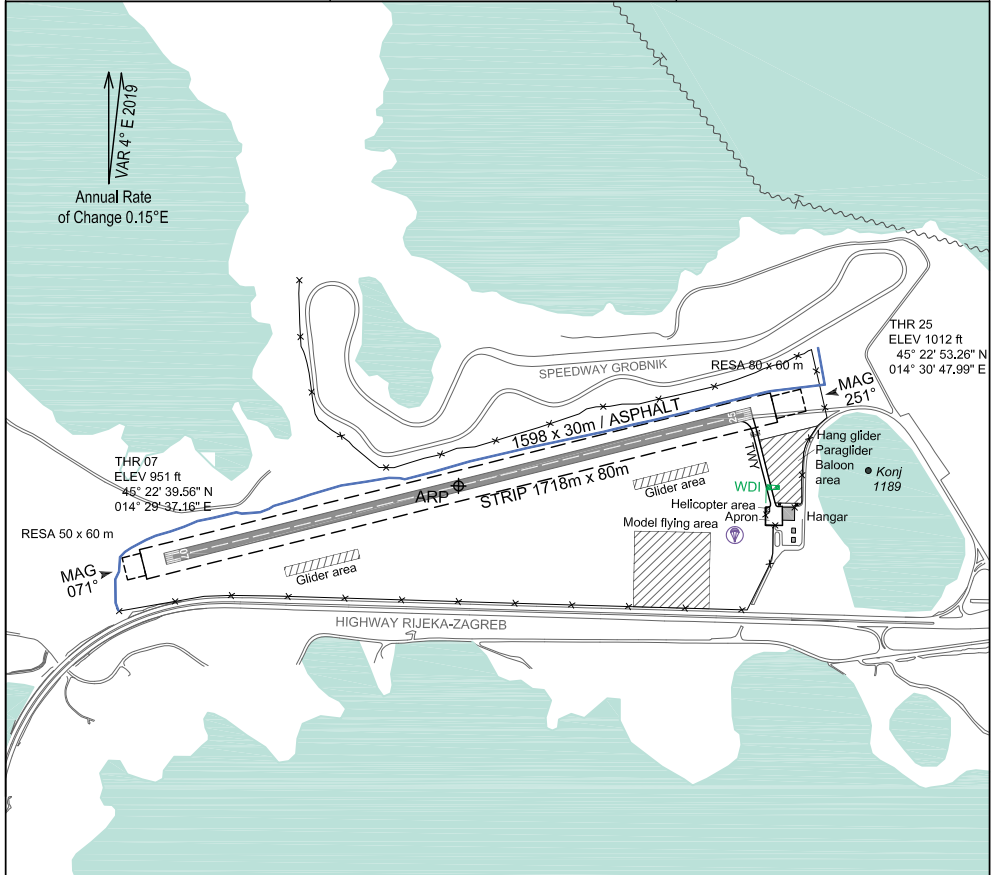 VAR 4° E 2019
Annual Rate
of Change 0.15°E
THR 25
ELEV 1012 ft
45° 22' 53.26" N
014° 30' 47.99" E
SPEEDWAY GROBNIK
RESA 80 x 60 m
MAG
251°
1598 x 30m / ASPHALT
25
TWY
Hang glider
Paraglider
Baloon
area
Konj
1189
THR 07
ELEV 951 ft
45° 22' 39.56" N
014° 29' 37.16" E
ARP
STRIP 1718m x 80m
Glider area
WDI
Helicopter area
Apron
Hangar
Model flying area
RESA 50 x 60 m
07
MAG
071°
Glider area
HIGHWAY RIJEKA-ZAGREB